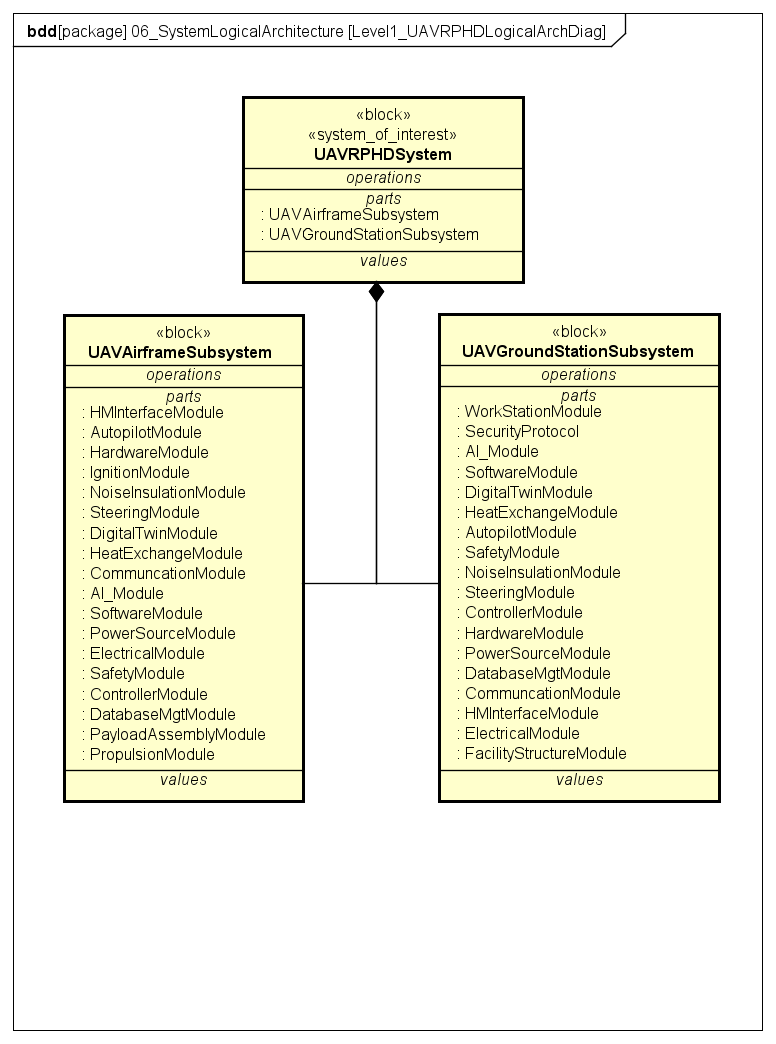 bdd[package] 06_SystemLogicalArchitecture [Level1_UAVRPHDLogicalArchDiag]
«block»
«system_of_interest»
UAVRPHDSystem
operations
parts
: UAVAirframeSubsystem
: UAVGroundStationSubsystem
values
«block»
UAVAirframeSubsystem
operations
parts
: HMInterfaceModule
: AutopilotModule
: HardwareModule
: IgnitionModule
: NoiseInsulationModule
: SteeringModule
: DigitalTwinModule
: HeatExchangeModule
: CommuncationModule
: AI_Module
: SoftwareModule
: PowerSourceModule
: ElectricalModule
: SafetyModule
: ControllerModule
: DatabaseMgtModule
: PayloadAssemblyModule
: PropulsionModule
values
«block»
UAVGroundStationSubsystem
operations
parts
: WorkStationModule
: SecurityProtocol
: AI_Module
: SoftwareModule
: DigitalTwinModule
: HeatExchangeModule
: AutopilotModule
: SafetyModule
: NoiseInsulationModule
: SteeringModule
: ControllerModule
: HardwareModule
: PowerSourceModule
: DatabaseMgtModule
: CommuncationModule
: HMInterfaceModule
: ElectricalModule
: FacilityStructureModule
values